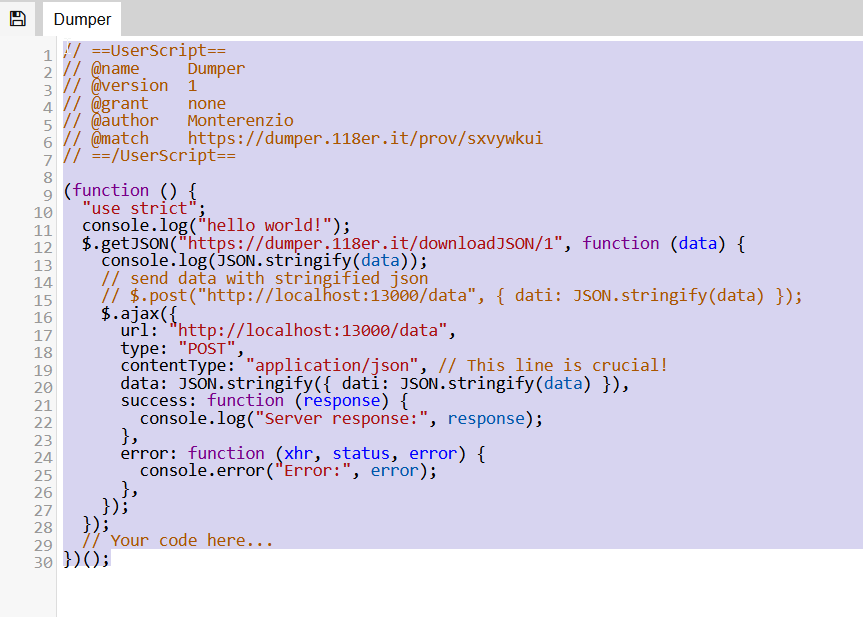 Dumper
1 // ==UserScript==
2 // @name     Dumper
3 // @version  1
4 // @grant    none
5 // @author   Monterenzio
6 // @match    https://dumper.118er.it/prov/sxvywkui
7 // ==/UserScript==
8
9 (function () {
10   "use strict";
11   console.log("hello world!");
12   $.getJSON("https://dumper.118er.it/downloadJSON/1", function (data) {
13     console.log(JSON.stringify(data));
14     // send data with stringified json
15     // $.post("http://localhost:13000/data", { dati: JSON.stringify(data) });
16     $.ajax({
17       url: "http://localhost:13000/data",
18       type: "POST",
19       contentType: "application/json", // This line is crucial!
20       data: JSON.stringify({ dati: JSON.stringify(data) }),
21       success: function (response) {
22         console.log("Server response:", response);
23       },
24       error: function (xhr, status, error) {
25         console.error("Error:", error);
26       },
27     });
28   });
29   // Your code here...
30 })();